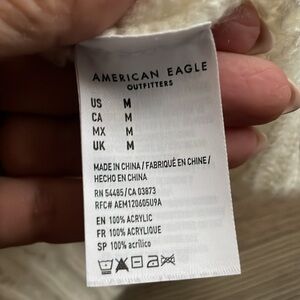 AMERICAN EAGLE
OUTFITTERS
US M
CA M
MX M
UK M
MADE IN CHINA / FABRIQUÉ EN CHINE /
HECHO EN CHINA
RN 54485 / CA 03873
RFC# AEM120605U9A
EN 100% ACRYLIC
FR 100% ACRYLIQUE
SP 100% acrílico